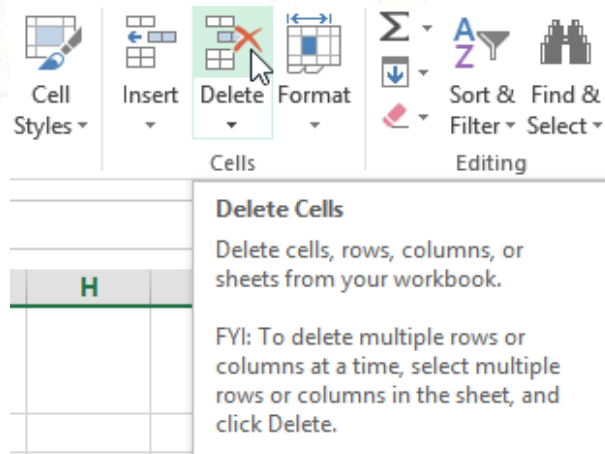 Cell Styles
Insert
Delete
Format
Σ
A
Z
Sort & Filter
Find & Select
Cells
Editing
Delete Cells
Delete cells, rows, columns, or
sheets from your workbook.
FYI: To delete multiple rows or
columns at a time, select multiple
rows or columns in the sheet, and
click Delete.
H